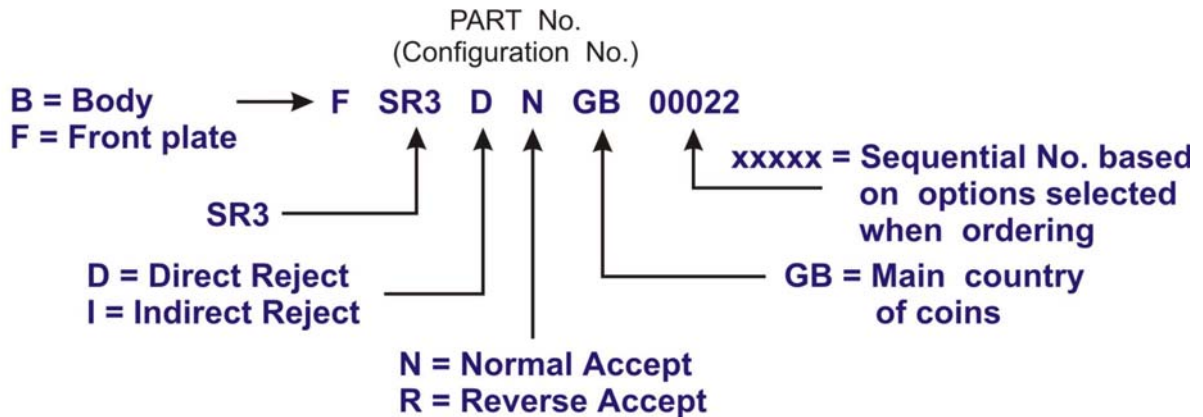 PART No.
(Configuration No.)
B = Body
F = Front plate
F SR3 D N GB 00022
xxxxx = Sequential No. based
on options selected
when ordering
SR3
D = Direct Reject
I = Indirect Reject
GB = Main country
of coins
N = Normal Accept
R = Reverse Accept